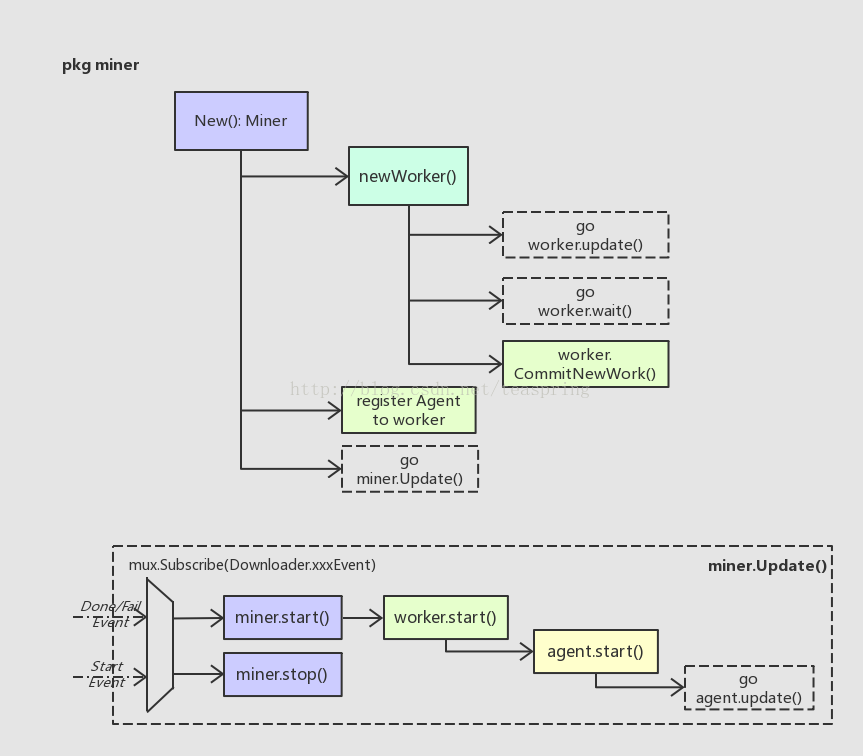 pkg miner
New(): Miner
newWorker()
go
worker.update()
go
worker.wait()
worker.
CommitNewWork()
http://blog.csdn.net/teaspring
register Agent
to worker
go
miner.Update()
mux.Subscribe(Downloader.xxxEvent)
miner.Update()
Done/Fail
Event
miner.start()
worker.start()
agent.start()
Start
Event
miner.stop()
go
agent.update()